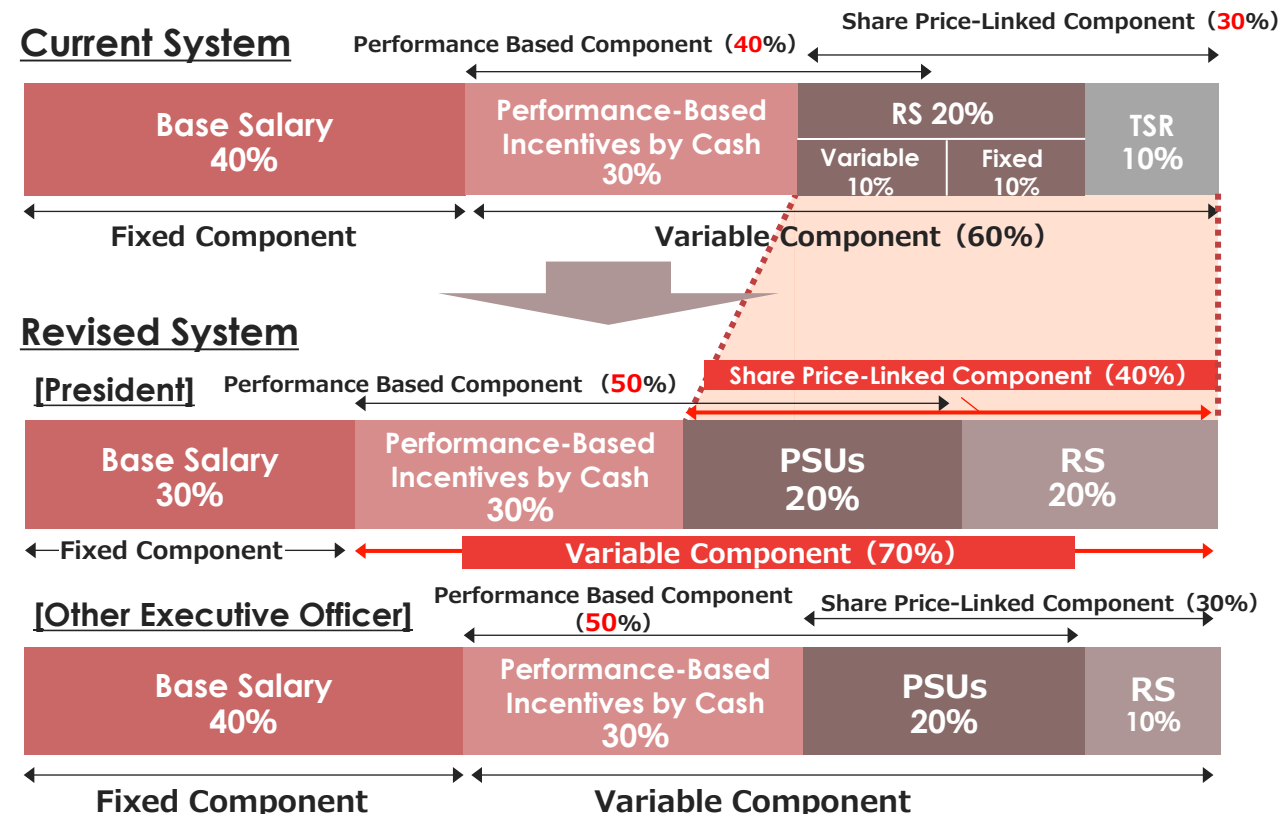 Current System
Performance Based Component（40%）
Share Price-Linked Component（30%）
Base Salary
40%
Performance-Based
Incentives by Cash
30%
RS 20%
Variable
10%
Fixed
10%
TSR
10%
Fixed Component
Variable Component（60%）
Revised System
[President]
Performance Based Component （50%）
Share Price-Linked Component（40%）
Base Salary
30%
Performance-Based
Incentives by Cash
30%
PSUs
20%
RS
20%
Fixed Component
Variable Component（70%）
[Other Executive Officer]
Performance Based Component
（50%）
Share Price-Linked Component（30%）
Base Salary
40%
Performance-Based
Incentives by Cash
30%
PSUs
20%
RS
10%
Fixed Component
Variable Component